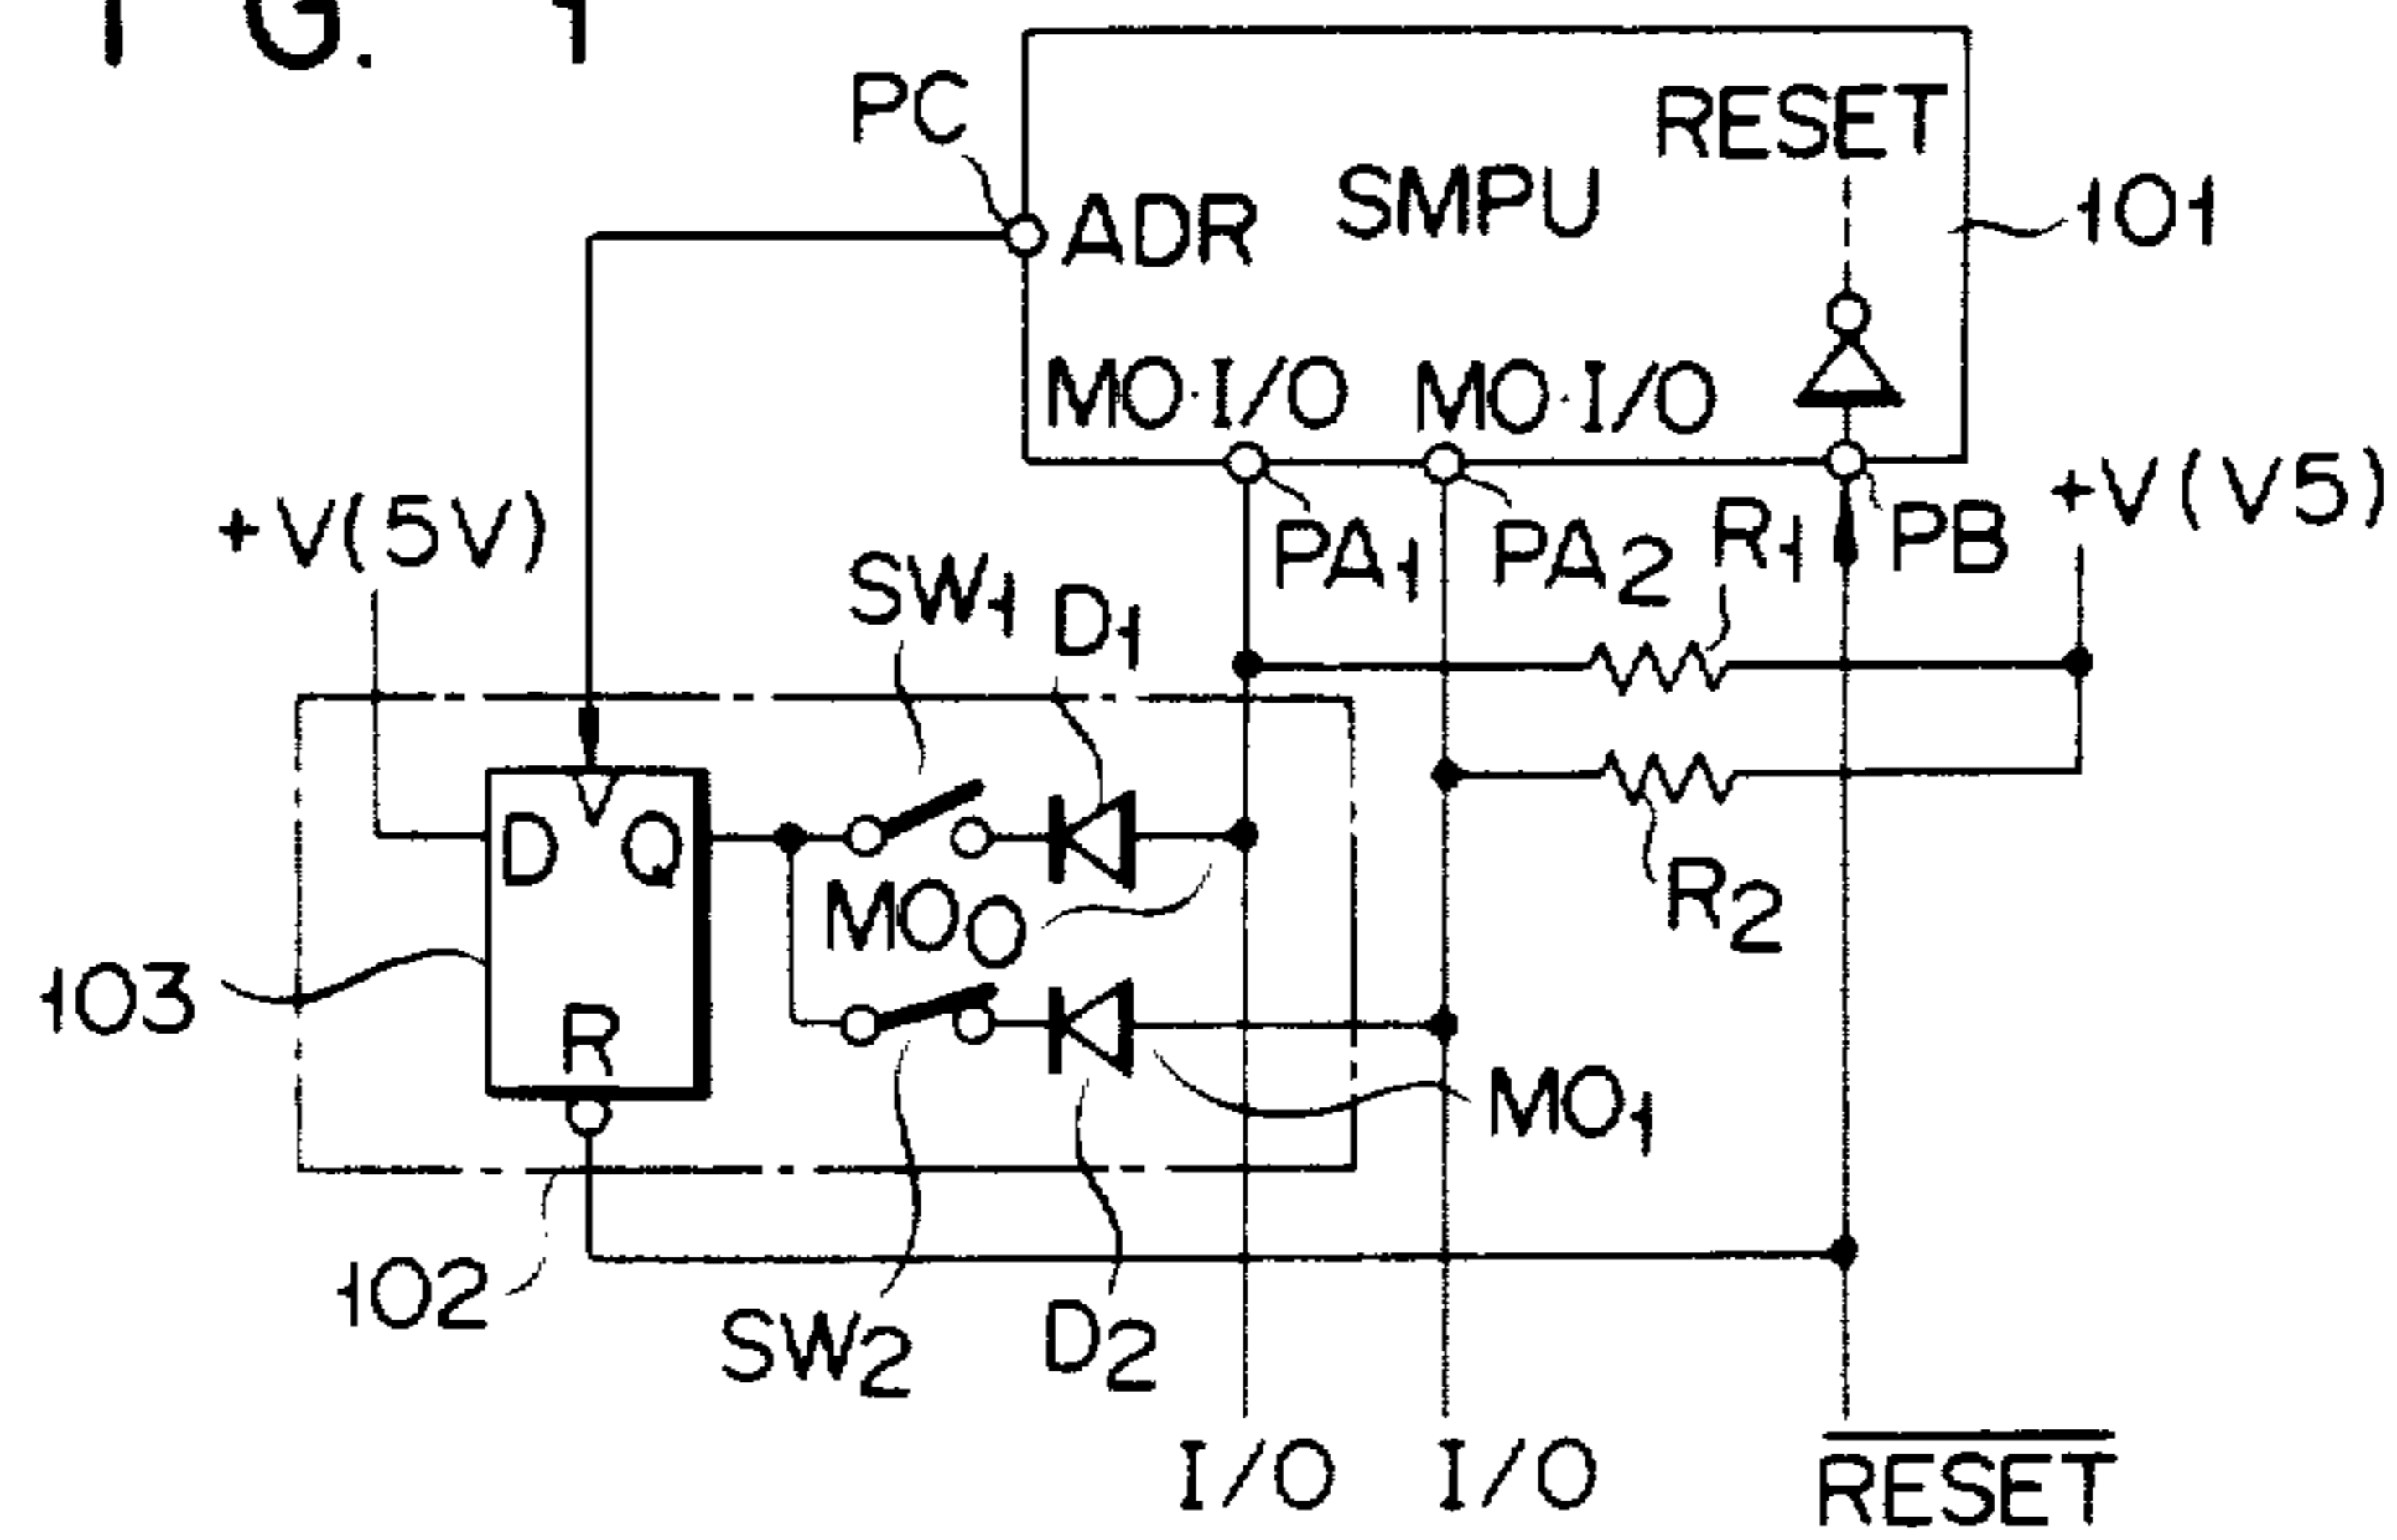 I G. 1
PC
RESET
SMPU
ADR
101
MO·I/O MO·I/O
+V(5V)
+V(V5)
SW1
D1
PA1
PA2
R1
PB
D
Q
MO0
R2
103
R
MO1
102
SW2
D2
I/O
I/O
RESET